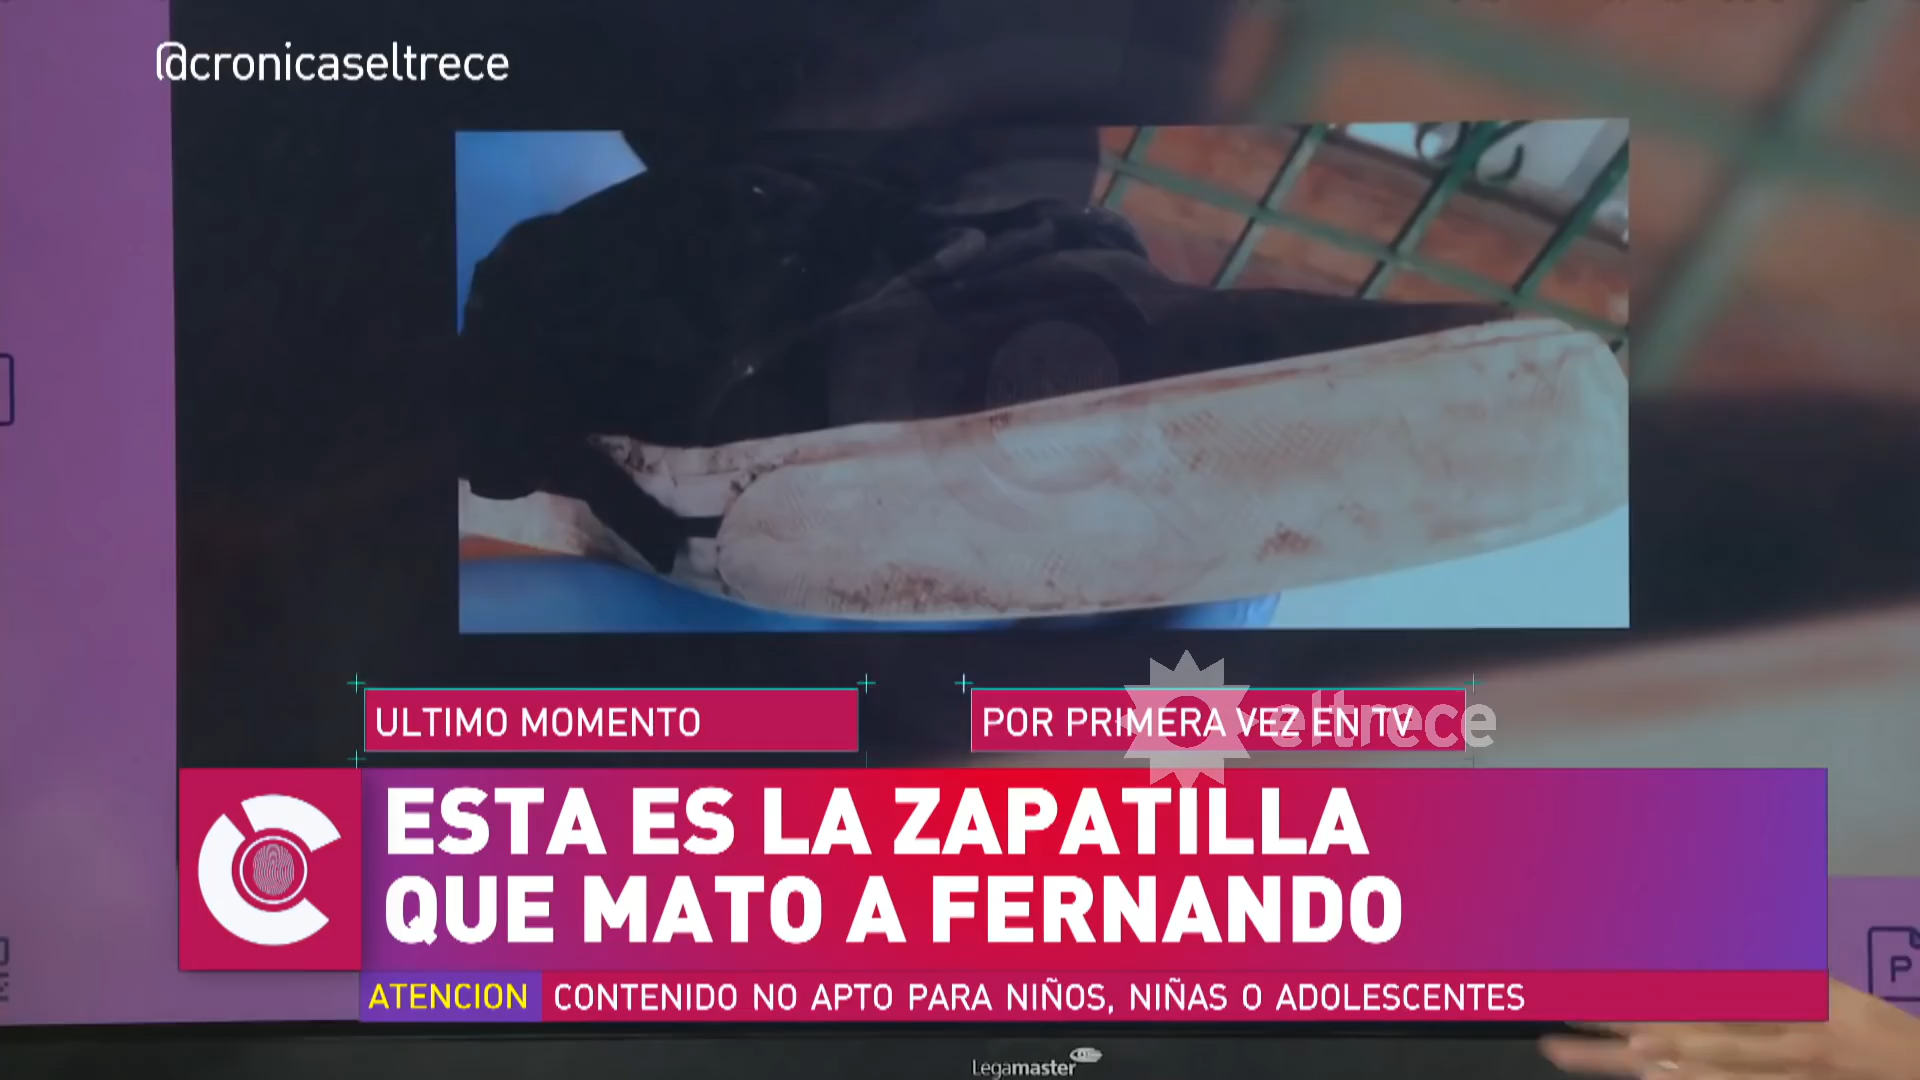 @cronicaseltrece
ULTIMO MOMENTO
POR PRIMERA VEZ EN TV
eltrece
ESTA ES LA ZAPATILLA
QUE MATO A FERNANDO
ATENCION CONTENIDO NO APTO PARA NIÑOS, NIÑAS O ADOLESCENTES
P
Legamaster